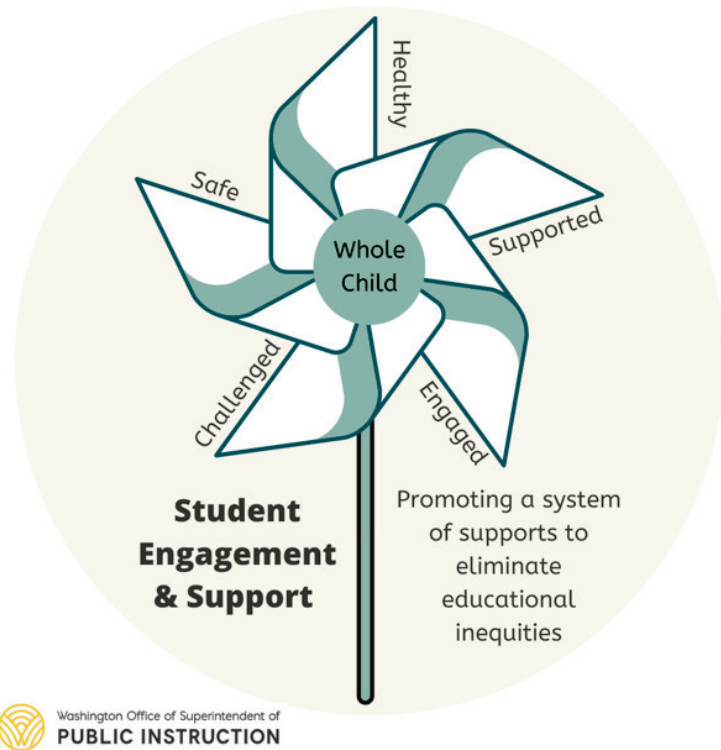 Healthy
Safe
Supported
Whole
Child
Challenged
Engaged
Student
Engagement
& Support
Promoting a system
of supports to
eliminate
educational
inequities
Washington Office of Superintendent of
PUBLIC INSTRUCTION